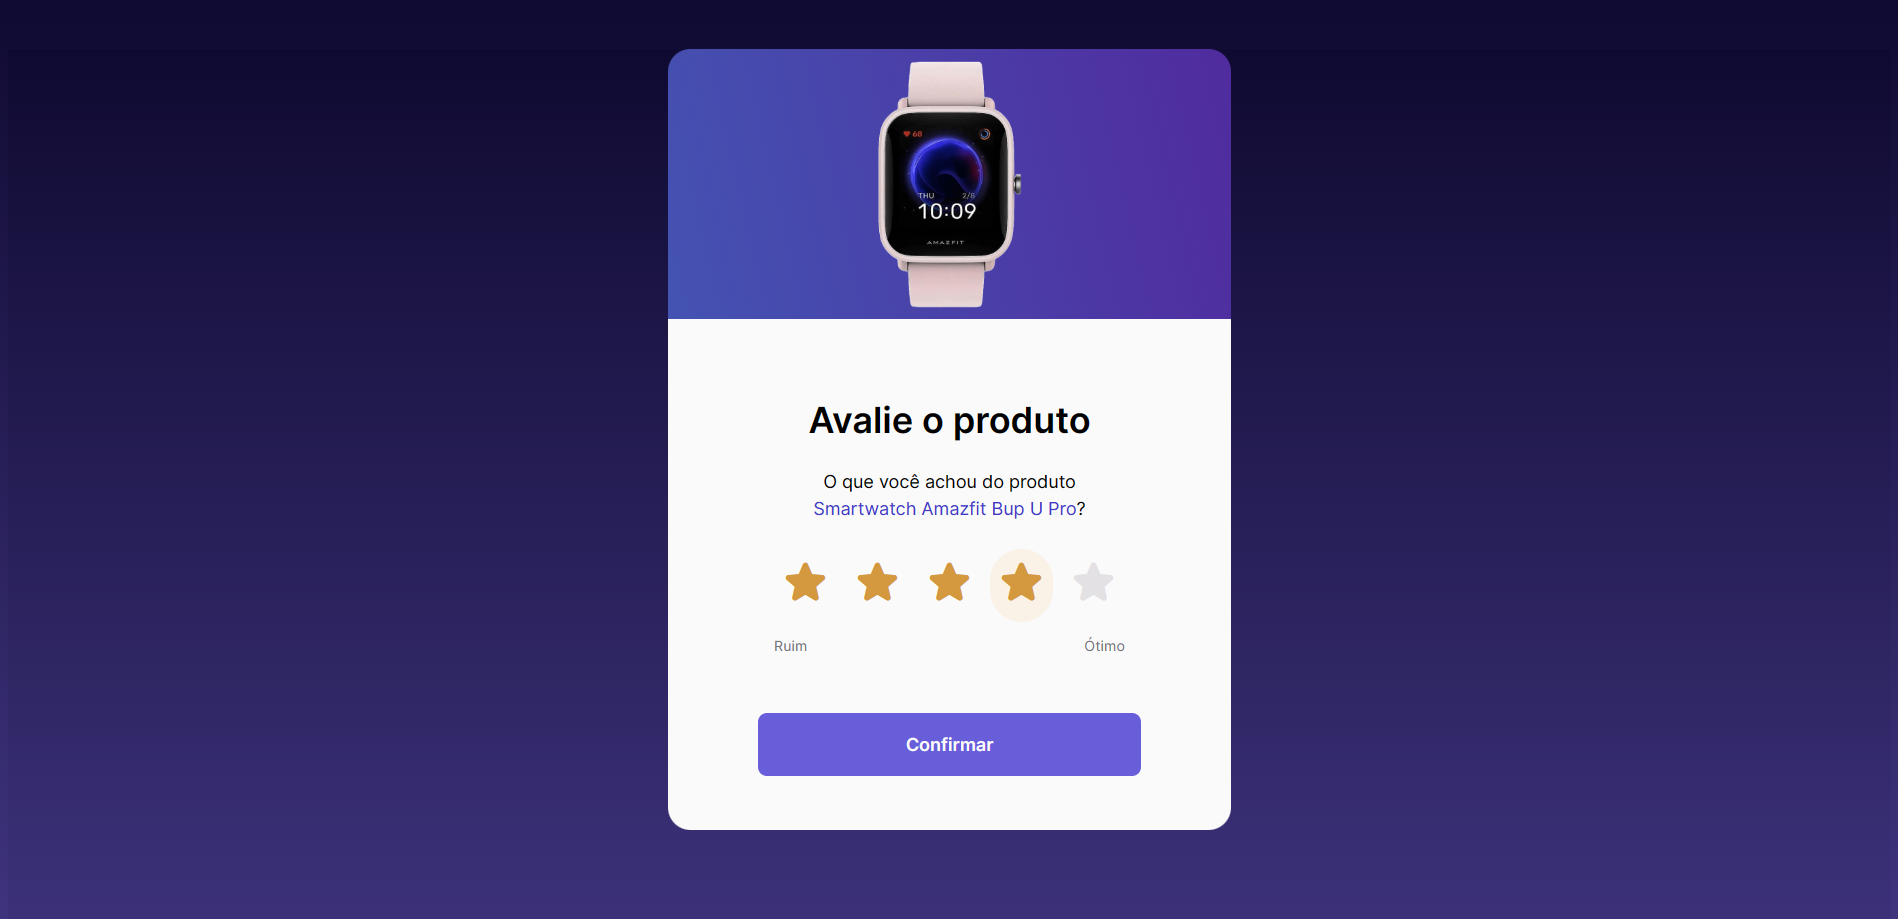 68
THU 2/8
10:09
AMAZFIT
Avalie o produto
O que você achou do produto
Smartwatch Amazfit Bup U Pro?
Ruim Ótimo
Confirmar